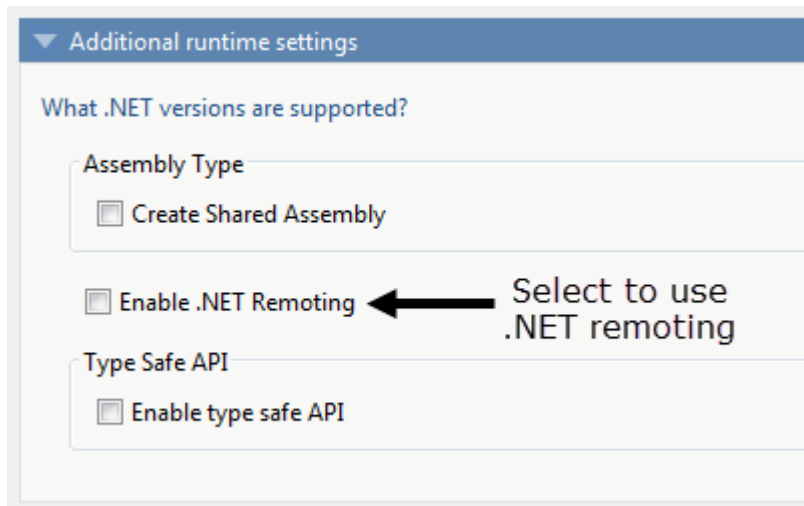 Additional runtime settings
What .NET versions are supported?
Assembly Type
Create Shared Assembly
Enable .NET Remoting
Select to use
.NET remoting
Type Safe API
Enable type safe API